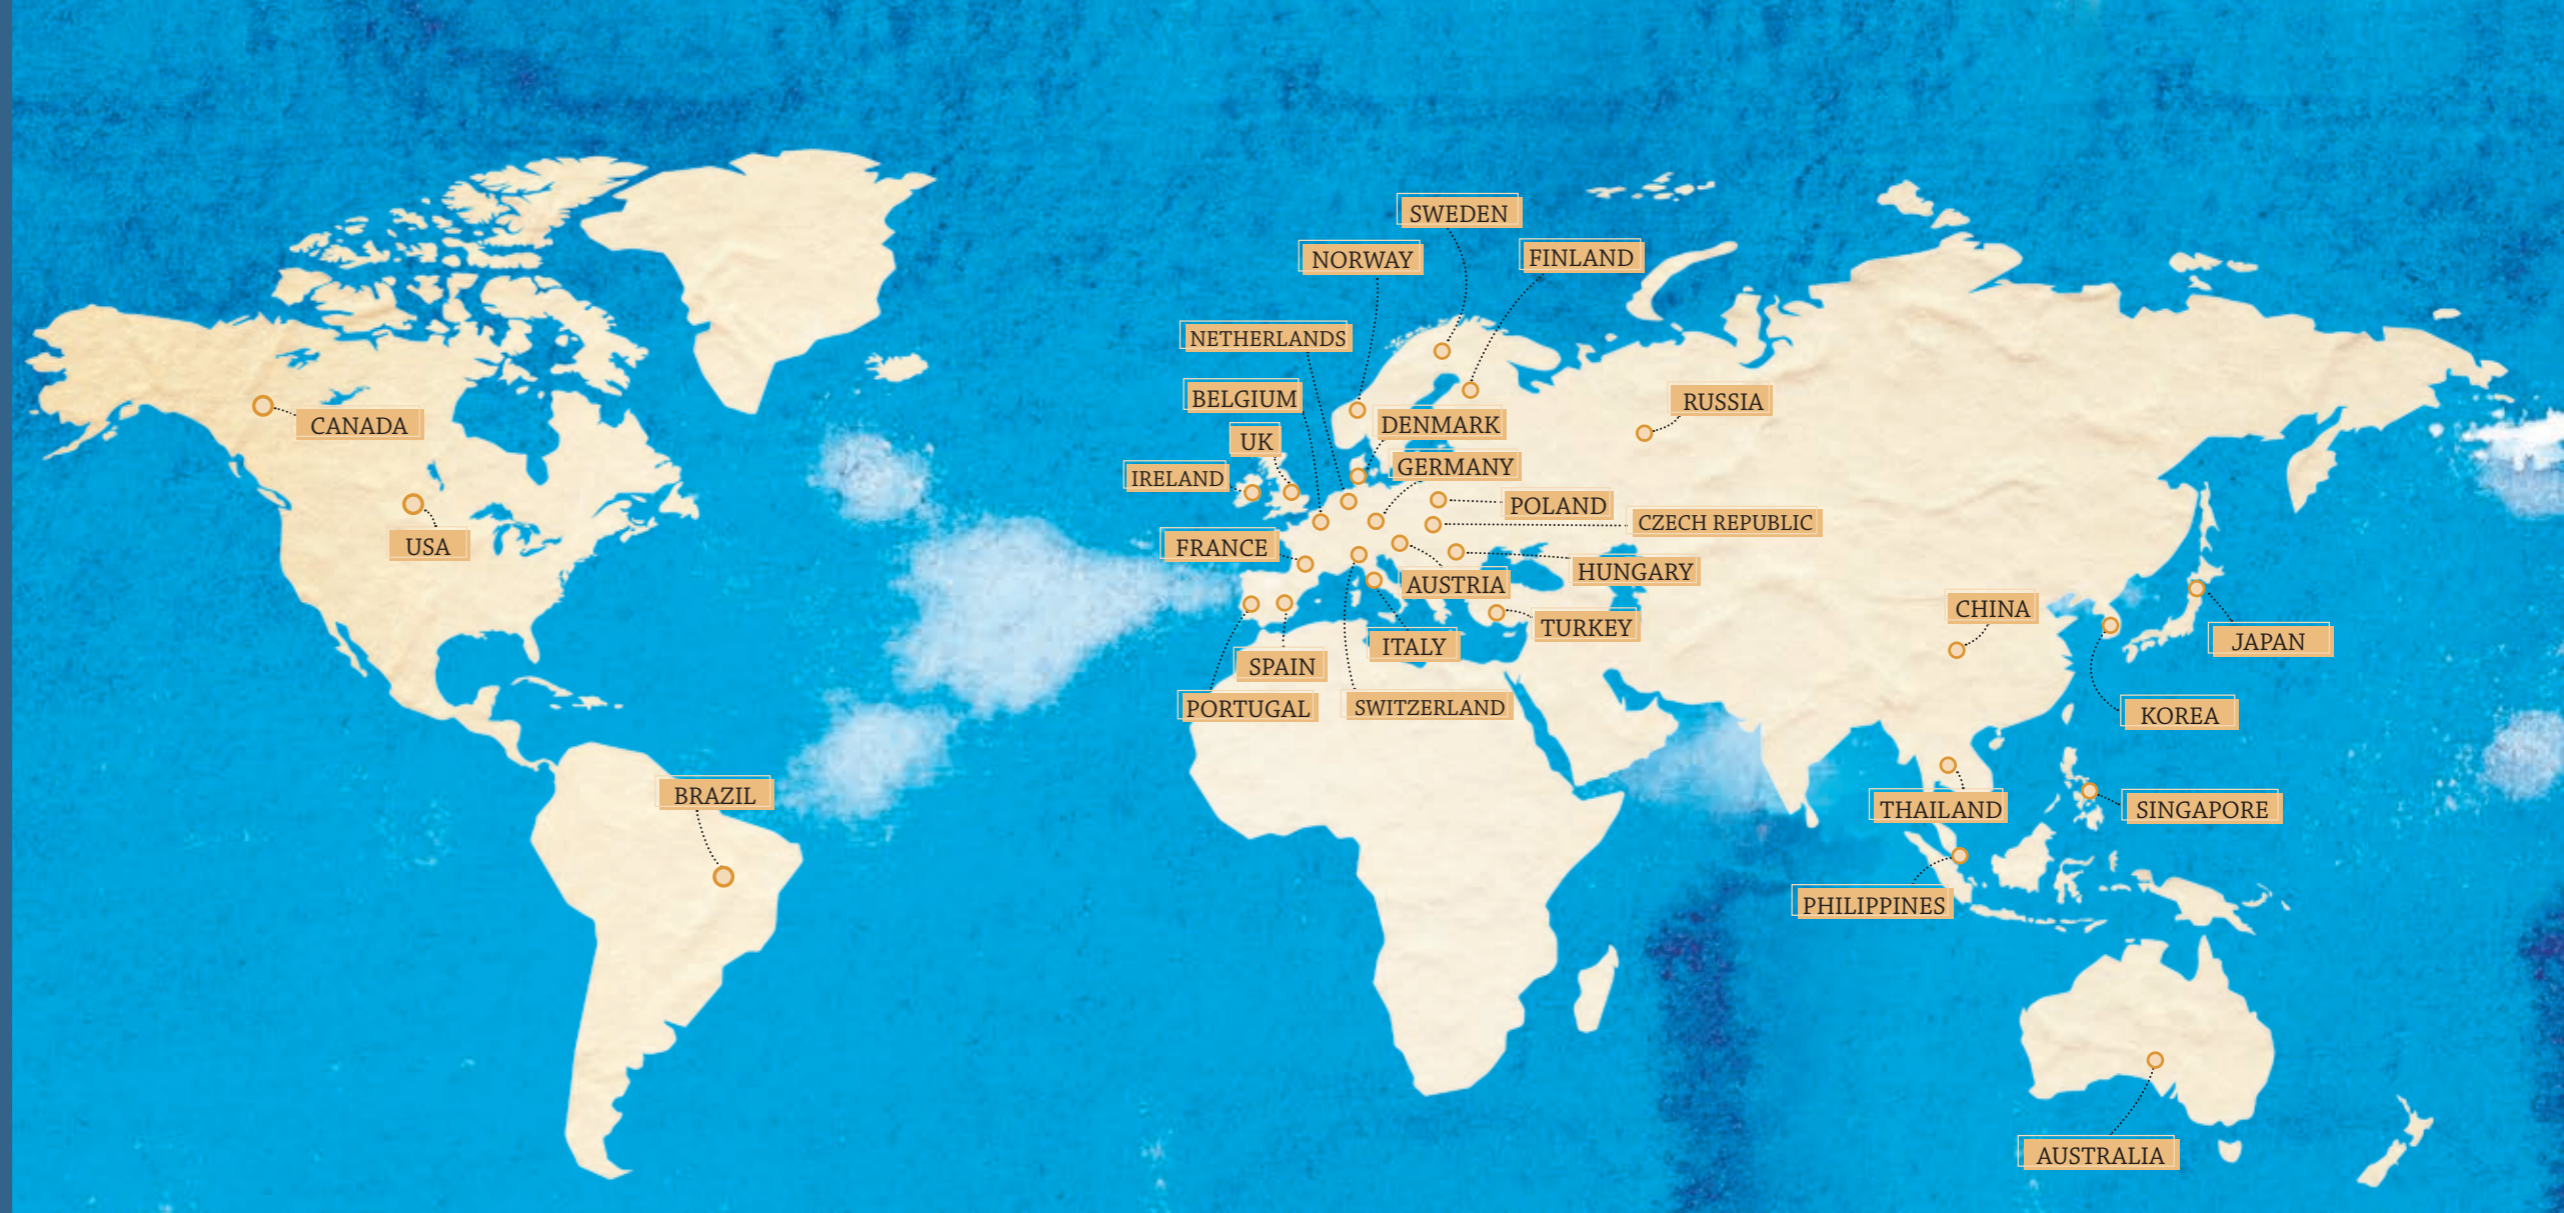 SWEDEN
NORWAY
FINLAND
NETHERLANDS
BELGIUM
RUSSIA
DENMARK
CANADA
UK
GERMANY
IRELAND
POLAND
CZECH REPUBLIC
USA
FRANCE
HUNGARY
AUSTRIA
CHINA
TURKEY
JAPAN
ITALY
SPAIN
PORTUGAL
SWITZERLAND
KOREA
BRAZIL
THAILAND
SINGAPORE
PHILIPPINES
AUSTRALIA